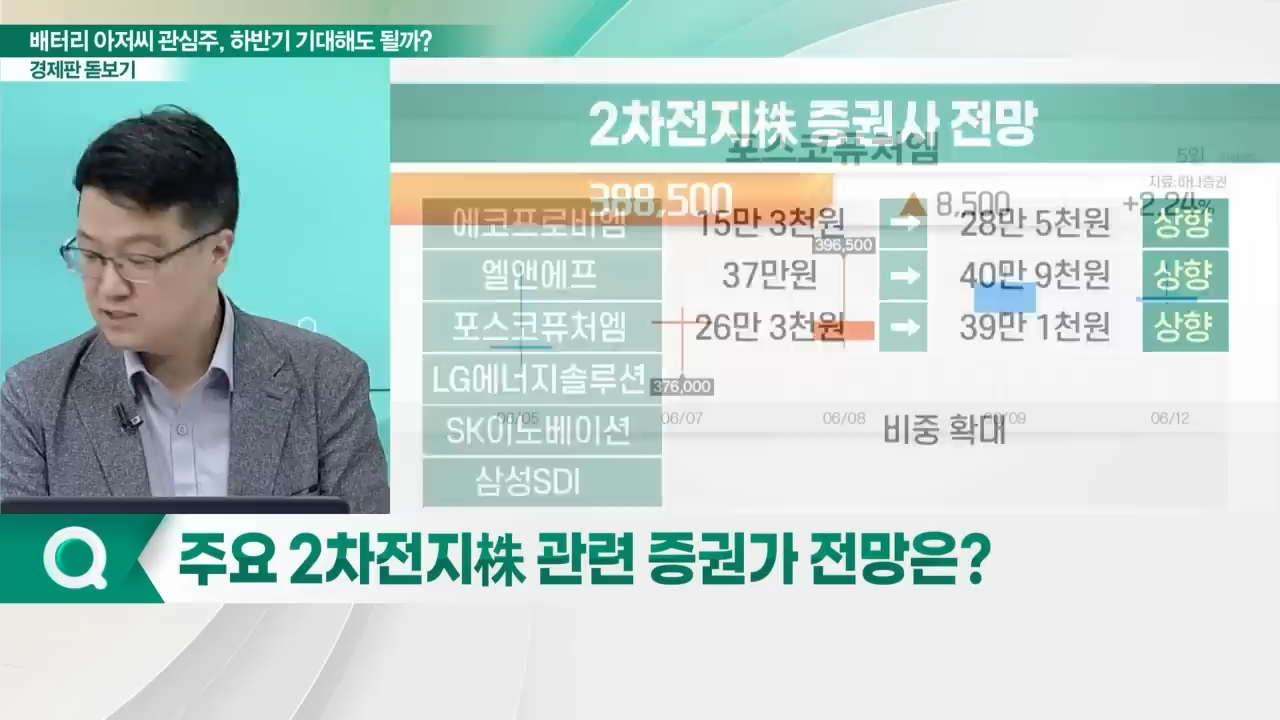 배터리 아저씨 관심주, 하반기 기대해도 될까?
경제판 돋보기
2차전지株 증권사 전망
포스코퓨처엠
5일
자료:하나증권
388,500 ▲ 8,500 +2.24%
에코프로비엠 15만 3천원 → 28만 5천원 상향
396,500
엘앤에프 37만원 → 40만 9천원 상향
포스코퓨처엠 26만 3천원 → 39만 1천원 상향
LG에너지솔루션
376,000
06/05 06/07 06/08 06/09 06/12
SK이노베이션 비중 확대
삼성SDI
주요 2차전지株 관련 증권가 전망은?